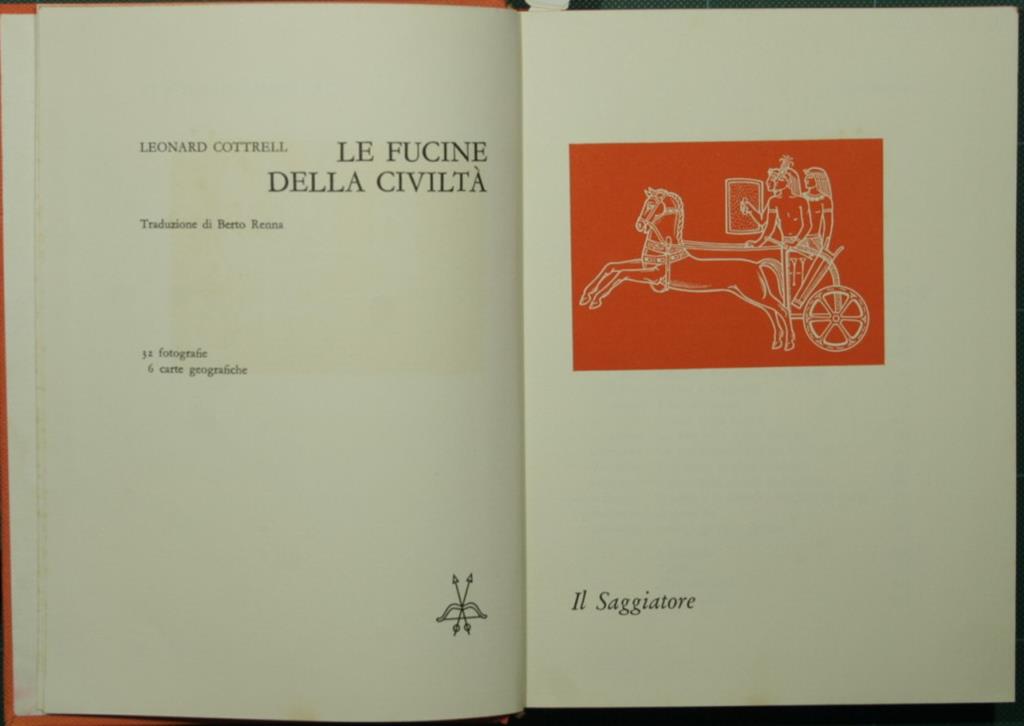 LEONARD COTTRELL
LE FUCINE
DELLA CIVILTÀ
Traduzione di Berto Renna
32 fotografie
6 carte geografiche
Il Saggiatore